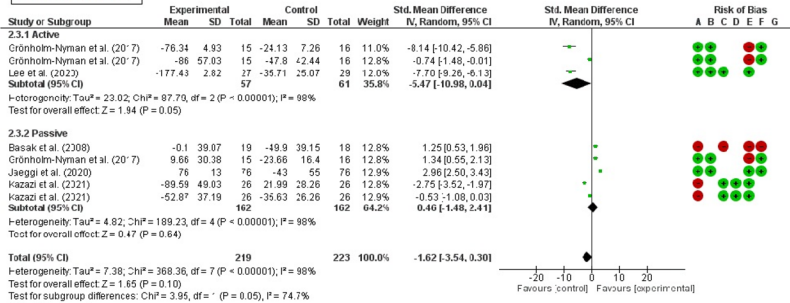 Experimental Control Std. Mean Difference Std. Mean Difference Risk of Bias
Study or Subgroup Mean SD Total Mean SD Total Weight IV, Random, 95% CI IV, Random, 95% CI A B C D E F G
2.3.1 Active
Grönholm-Nyman et al. (2017) -76.34 4.93 15 -24.13 7.26 16 11.0% -8.14 [-10.42, -5.86]
Grönholm-Nyman et al. (2017) -86 57.03 15 -47.8 42.44 16 12.8% -0.74 [-1.48, -0.01]
Lee et al. (2023) -177.43 2.82 27 -35.71 25.07 29 12.0% -7.70 [-9.26, -6.13]
Subtotal (95% CI) 57 61 35.8% -5.47 [-10.98, 0.04]
Heterogeneity: Tau² = 23.02; Chi² = 87.79, df = 2 (P < 0.00001); I² = 98%
Test for overall effect: Z = 1.94 (P = 0.05)
2.3.2 Passive
Basak et al. (2008) -0.1 39.07 19 -49.9 39.15 18 12.8% 1.25 [0.53, 1.96]
Grönholm-Nyman et al. (2017) 9.66 30.38 15 -23.66 16.4 16 12.8% 1.34 [0.55, 2.13]
Jaeggi et al. (2020) 76 13 76 -43 55 76 12.9% 2.96 [2.50, 3.43]
Kazazi et al. (2021) -89.59 49.03 26 21.99 28.26 26 12.8% -2.75 [-3.52, -1.97]
Kazazi et al. (2021) -52.87 37.19 26 -35.63 26.26 26 12.9% -0.53 [-1.08, 0.03]
Subtotal (95% CI) 162 162 64.2% 0.46 [-1.48, 2.41]
Heterogeneity: Tau² = 4.82; Chi² = 189.23, df = 4 (P < 0.00001); I² = 98%
Test for overall effect: Z = 0.47 (P = 0.64)
Total (95% CI) 219 223 100.0% -1.62 [-3.54, 0.30]
Heterogeneity: Tau² = 7.38; Chi² = 368.36, df = 7 (P < 0.00001); I² = 98%
Test for overall effect: Z = 1.65 (P = 0.10)
Test for subgroup differences: Chi² = 3.95, df = 1 (P = 0.05), I² = 74.7%
-20 -10 0 10 20
Favours [control] Favours [experimental]